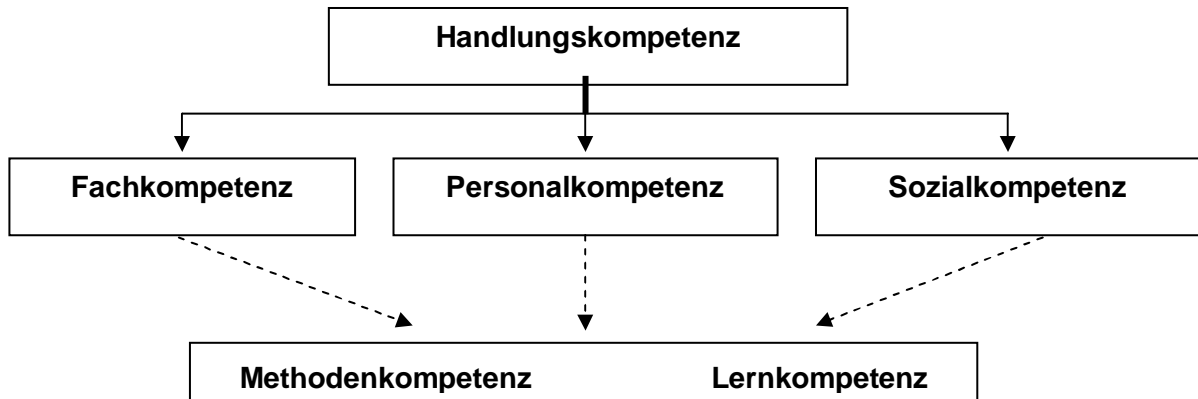 Handlungskompetenz
Fachkompetenz Personalkompetenz Sozialkompetenz
Methodenkompetenz Lernkompetenz